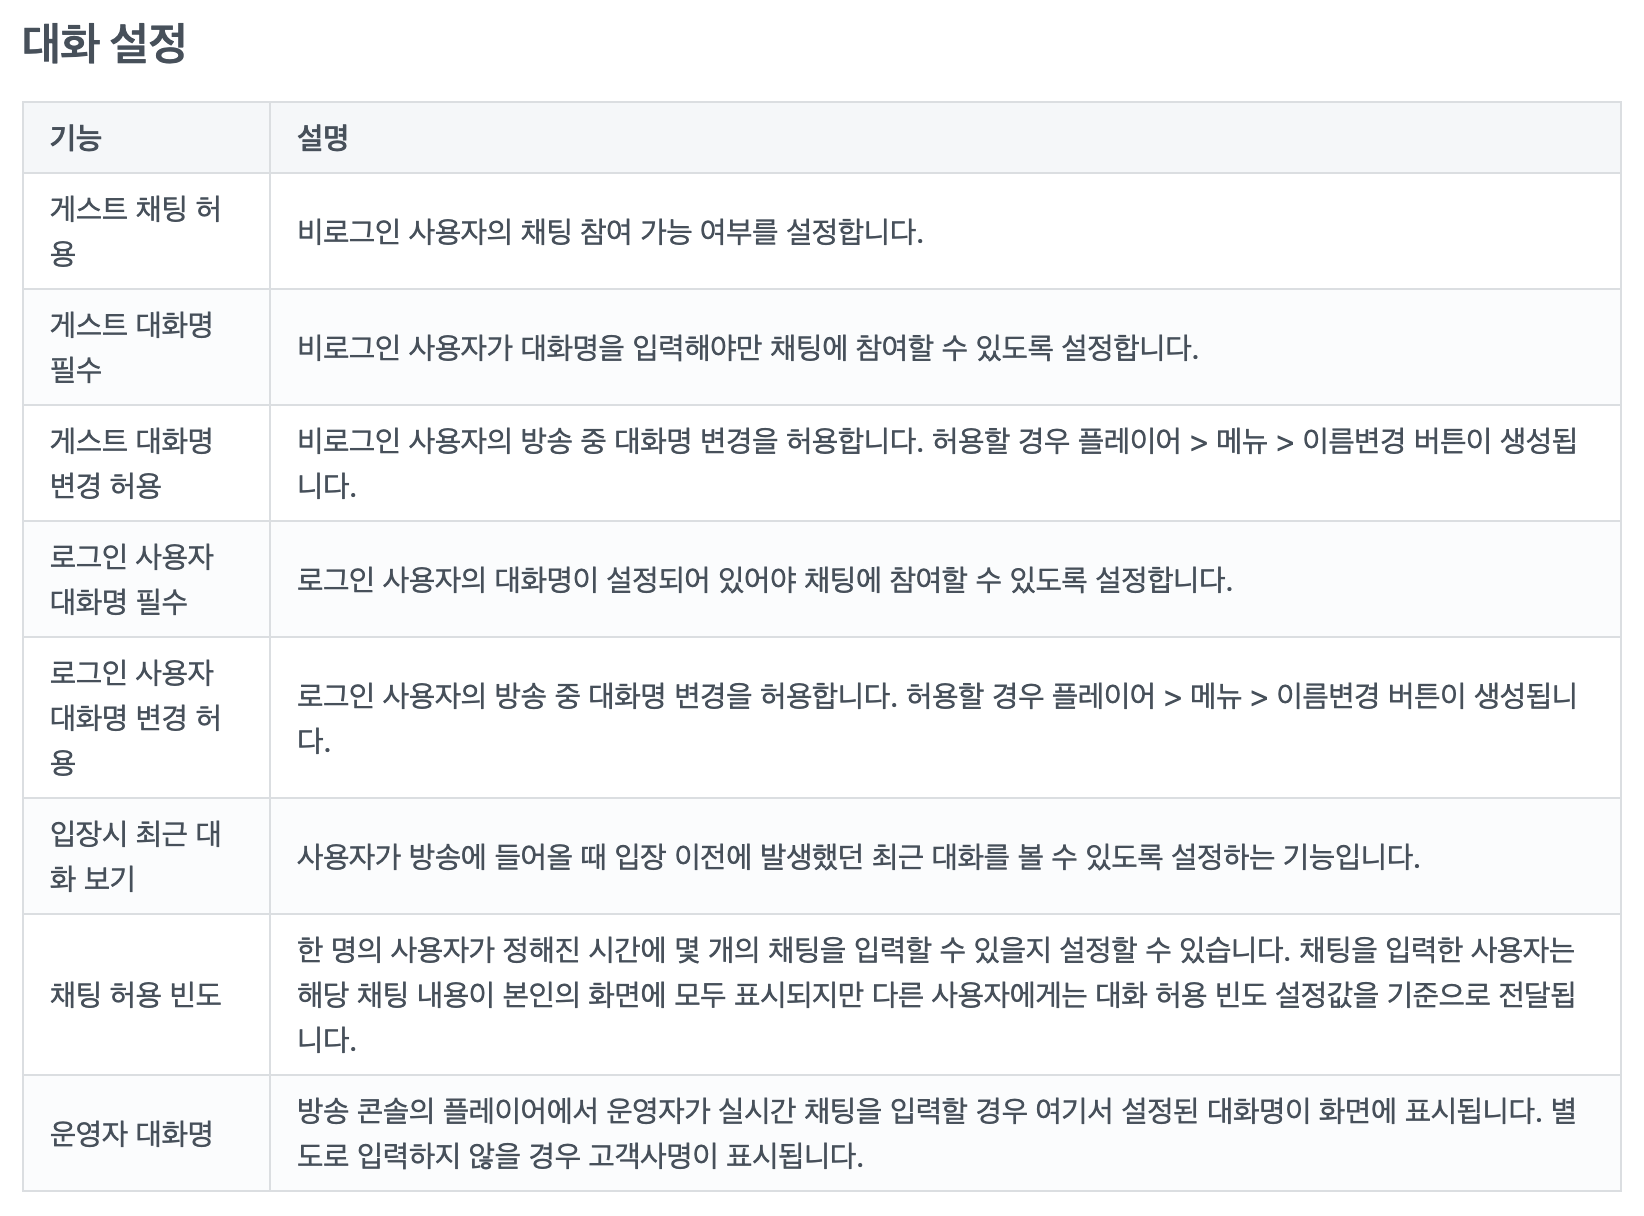 대화 설정
기능
설명
게스트 채팅 허
용
비로그인 사용자의 채팅 참여 가능 여부를 설정합니다.
게스트 대화명
필수
비로그인 사용자가 대화명을 입력해야만 채팅에 참여할 수 있도록 설정합니다.
게스트 대화명
변경 허용
비로그인 사용자의 방송 중 대화명 변경을 허용합니다. 허용할 경우 플레이어 > 메뉴 > 이름변경 버튼이 생성됩
니다.
로그인 사용자
대화명 필수
로그인 사용자의 대화명이 설정되어 있어야 채팅에 참여할 수 있도록 설정합니다.
로그인 사용자
대화명 변경 허
용
로그인 사용자의 방송 중 대화명 변경을 허용합니다. 허용할 경우 플레이어 > 메뉴 > 이름변경 버튼이 생성됩니
다.
입장시 최근 대
화 보기
사용자가 방송에 들어올 때 입장 이전에 발생했던 최근 대화를 볼 수 있도록 설정하는 기능입니다.
채팅 허용 빈도
한 명의 사용자가 정해진 시간에 몇 개의 채팅을 입력할 수 있을지 설정할 수 있습니다. 채팅을 입력한 사용자는
해당 채팅 내용이 본인의 화면에 모두 표시되지만 다른 사용자에게는 대화 허용 빈도 설정값을 기준으로 전달됩
니다.
운영자 대화명
방송 콘솔의 플레이어에서 운영자가 실시간 채팅을 입력할 경우 여기서 설정된 대화명이 화면에 표시됩니다. 별
도로 입력하지 않을 경우 고객사명이 표시됩니다.